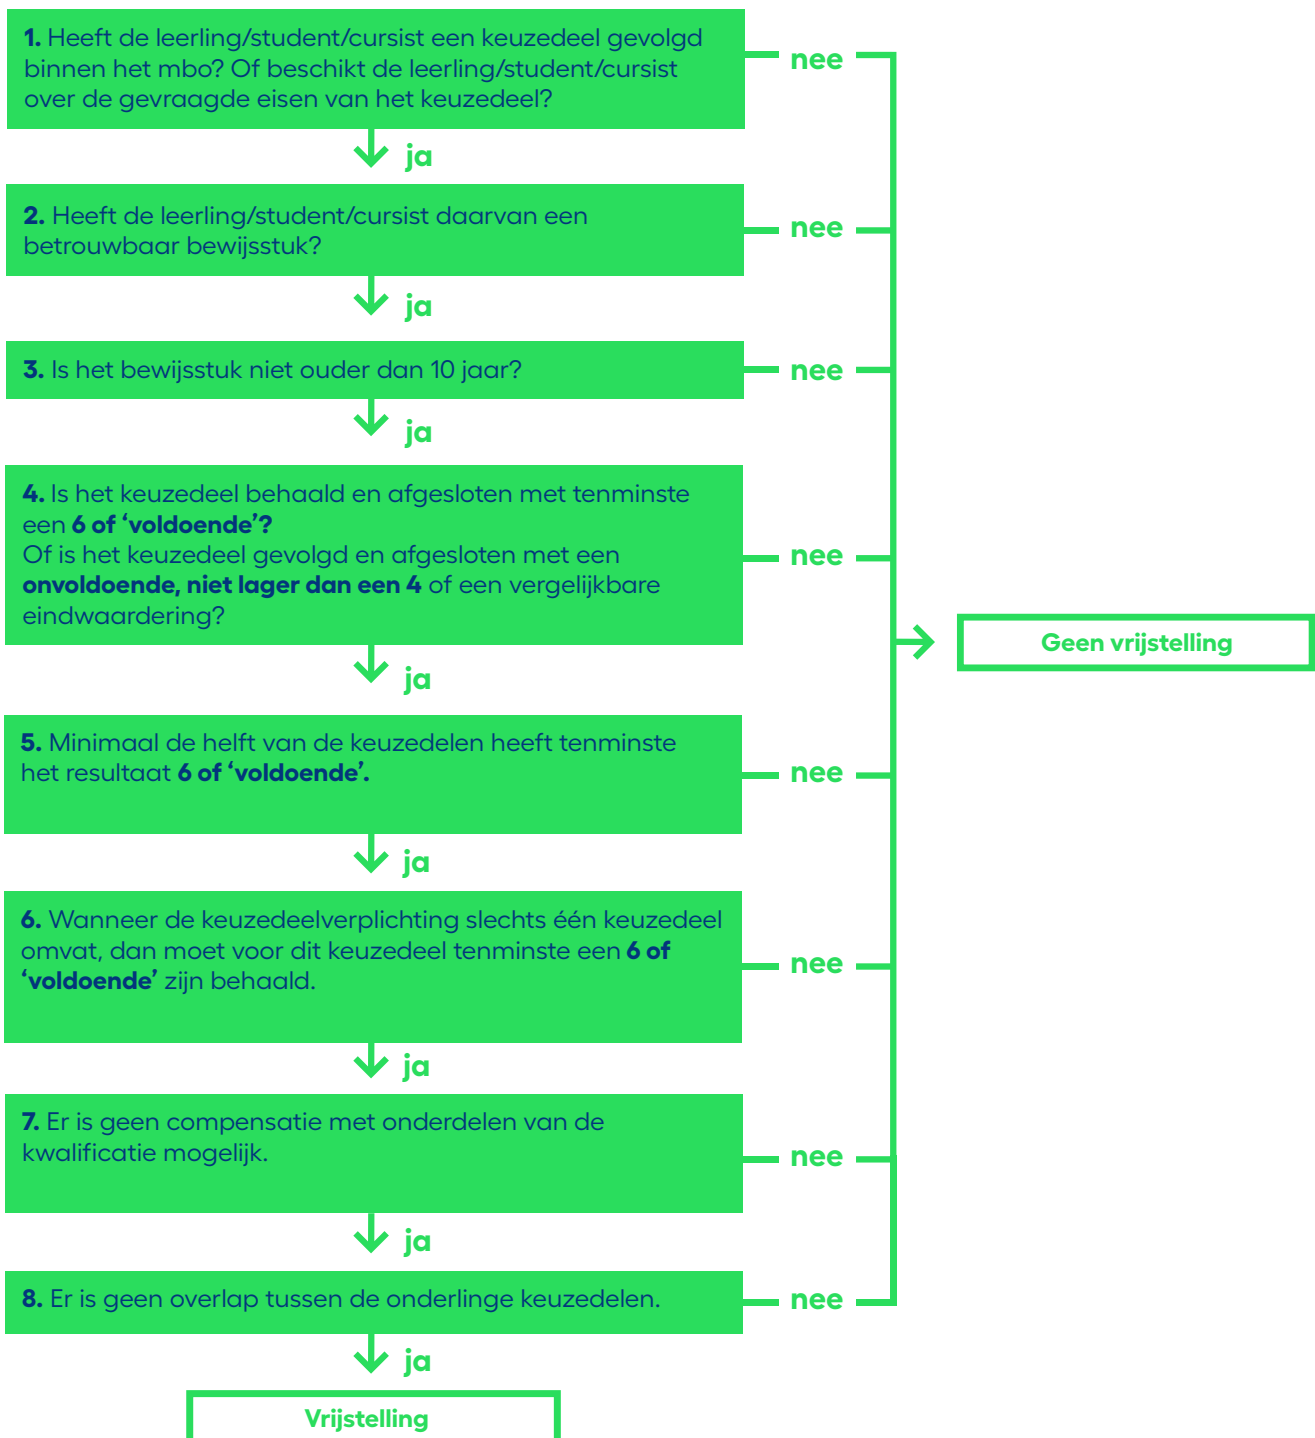 1. Heeft de leerling/student/cursist een keuzedeel gevolgd
binnen het mbo? Of beschikt de leerling/student/cursist
over de gevraagde eisen van het keuzedeel?
nee
ja
2. Heeft de leerling/student/cursist daarvan een
betrouwbaar bewijsstuk?
nee
ja
3. Is het bewijsstuk niet ouder dan 10 jaar?
nee
ja
4. Is het keuzedeel behaald en afgesloten met tenminste
een 6 of ‘voldoende’?
Of is het keuzedeel gevolgd en afgesloten met een
onvoldoende, niet lager dan een 4 of een vergelijkbare
eindwaardering?
nee
Geen vrijstelling
ja
5. Minimaal de helft van de keuzedelen heeft tenminste
het resultaat 6 of ‘voldoende’.
nee
ja
6. Wanneer de keuzedeelverplichting slechts één keuzedeel
omvat, dan moet voor dit keuzedeel tenminste een 6 of
‘voldoende’ zijn behaald.
nee
ja
7. Er is geen compensatie met onderdelen van de
kwalificatie mogelijk.
nee
ja
8. Er is geen overlap tussen de onderlinge keuzedelen.
nee
ja
Vrijstelling